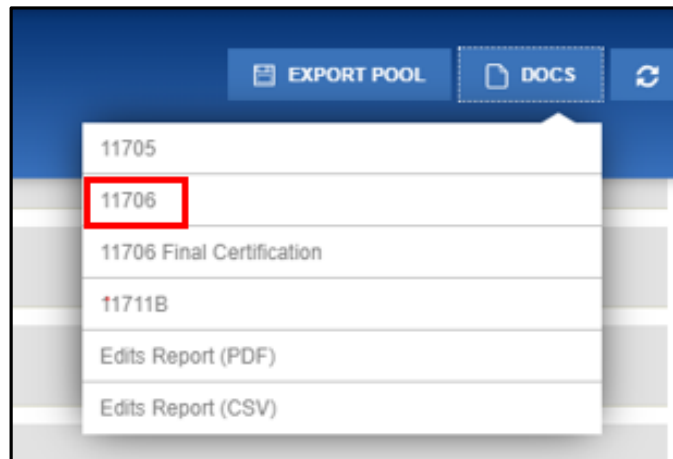 EXPORT POOL DOCS
11705
11706
11706 Final Certification
11711B
Edits Report (PDF)
Edits Report (CSV)